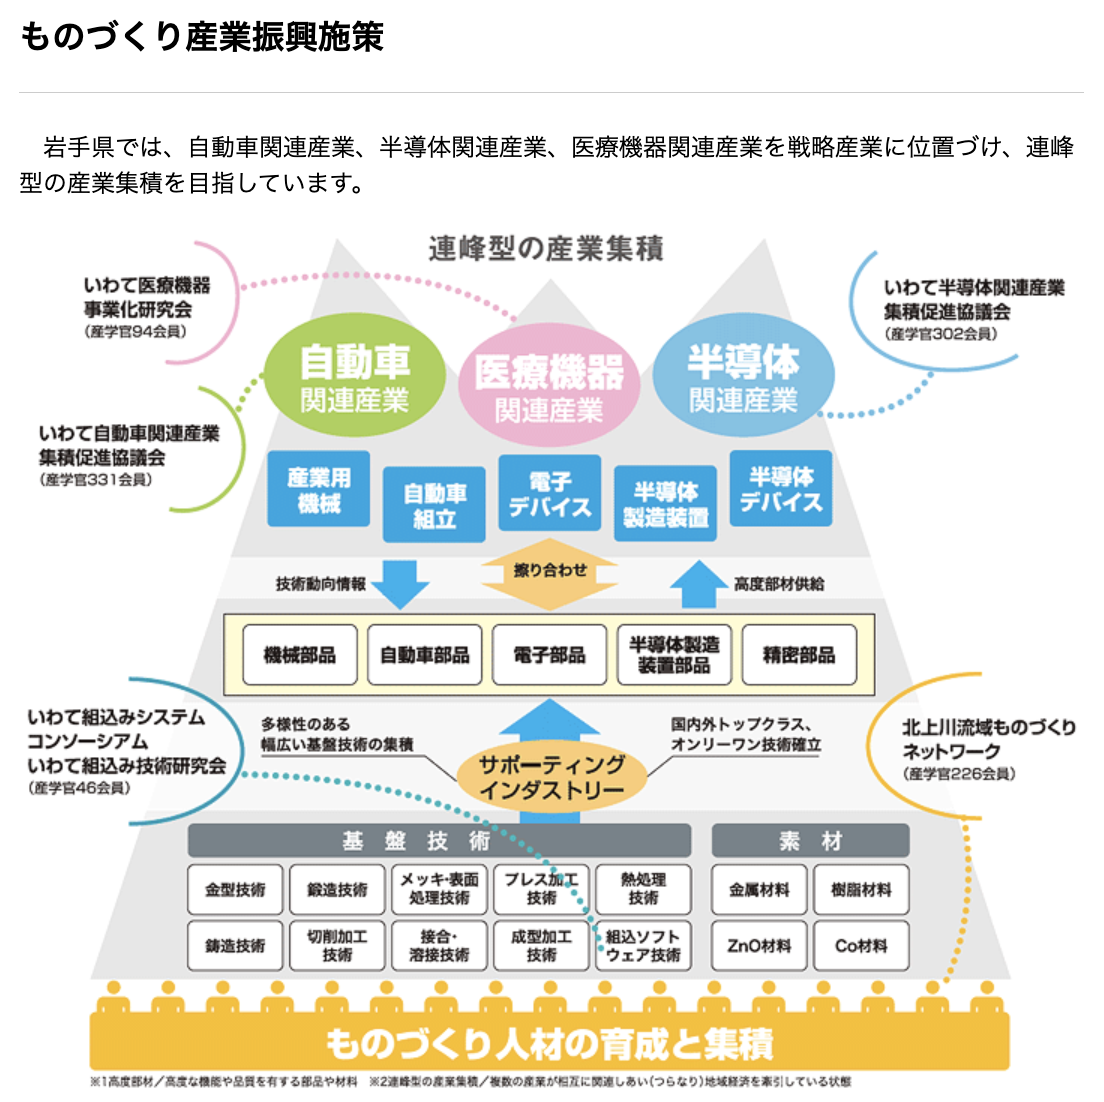 ものづくり産業振興施策
岩手県では、自動車関連産業、半導体関連産業、医療機器関連産業を戦略産業に位置づけ、連峰
型の産業集積を目指しています。
連峰型の産業集積
いわて医療機器
事業化研究会
(産学官94会員)
いわて半導体関連産業
集積促進協議会
(産学官302会員)
自動車
関連産業
医療機器
関連産業
半導体
関連産業
いわて自動車関連産業
集積促進協議会
(産学官331会員)
産業用
機械
自動車
組立
電子
デバイス
半導体
製造装置
半導体
デバイス
技術動向情報
擦り合わせ
高度部材供給
機械部品
自動車部品
電子部品
半導体製造
装置部品
精密部品
いわて組込みシステム
コンソーシアム
いわて組込み技術研究会
(産学官46会員)
多様性のある
幅広い基盤技術の集積
サポーティング
インダストリー
国内外トップクラス、
オンリーワン技術確立
北上川流域ものづくり
ネットワーク
(産学官226会員)
基盤技術
素材
金型技術
鍛造技術
メッキ・表面
処理技術
プレス加工
技術
熱処理
技術
金属材料
樹脂材料
鋳造技術
切削加工
技術
接合・
溶接技術
成型加工
技術
組込ソフト
ウェア技術
ZnO材料
Co材料
ものづくり人材の育成と集積
※1高度部材／高度な機能や品質を有する部品や材料　※2連峰型の産業集積／複数の産業が相互に関連しあい(つらなり)地域経済を牽引している状態